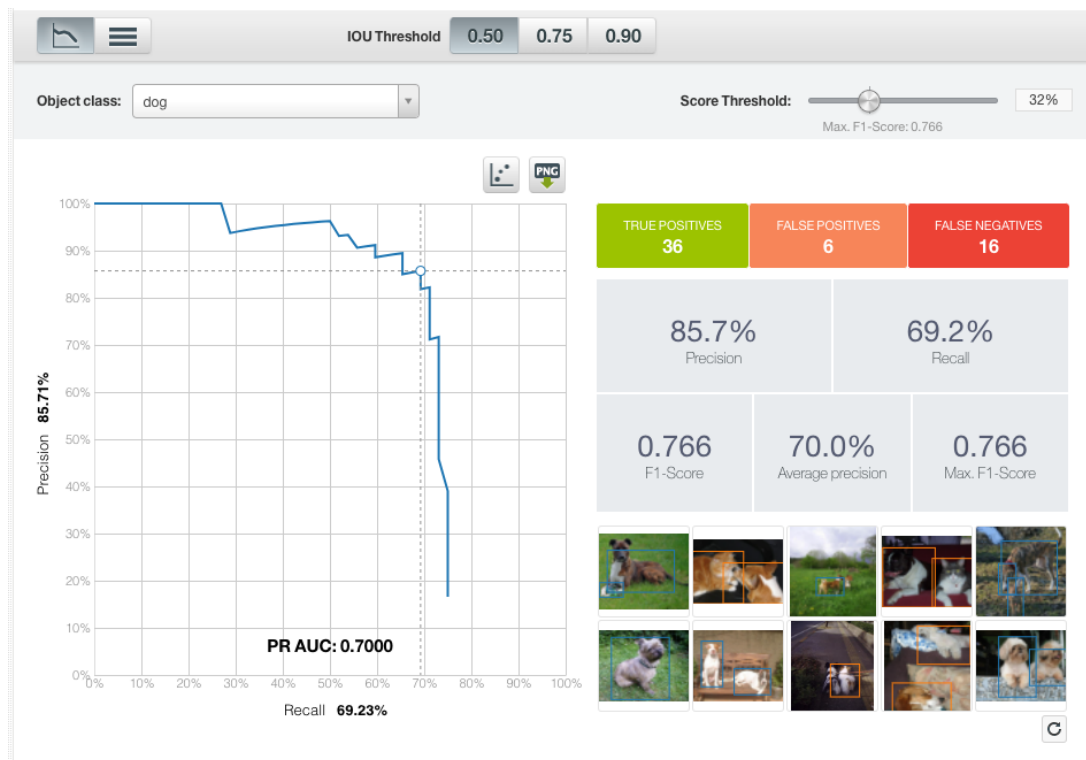 IOU Threshold 0.50 0.75 0.90
Object class: dog
Score Threshold: 32%
Max. F1-Score: 0.766
PNG
100%
90%
80%
70%
60%
50%
40%
30%
20%
10%
0%
Precision 85.71%
PR AUC: 0.7000
0% 10% 20% 30% 40% 50% 60% 70% 80% 90% 100%
Recall 69.23%
TRUE POSITIVES
36
FALSE POSITIVES
6
FALSE NEGATIVES
16
85.7%
Precision
69.2%
Recall
0.766
F1-Score
70.0%
Average precision
0.766
Max. F1-Score